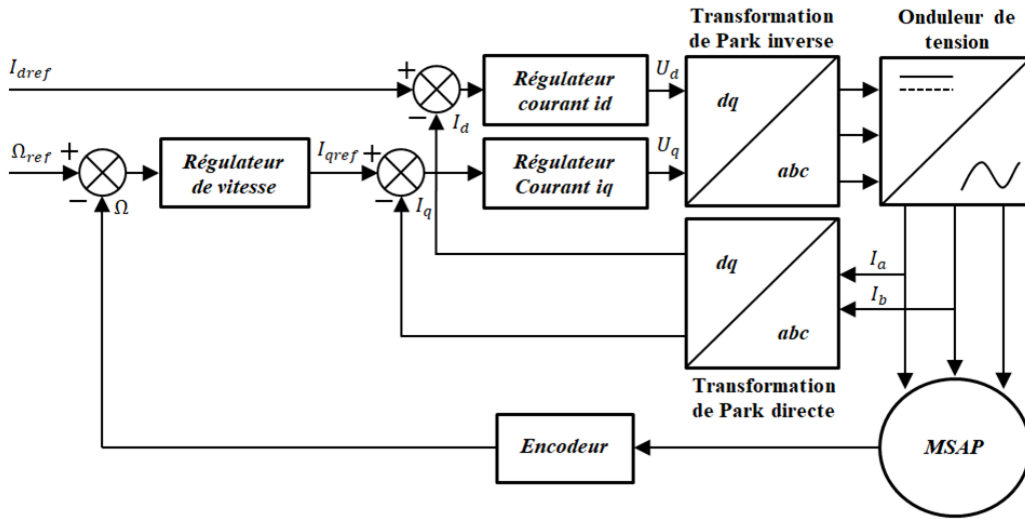 Transformation
de Park inverse
Onduleur de
tension
I_dref
+
−
I_d
Régulateur
courant id
U_d
dq
abc
Ω_ref
+
−
Ω
Régulateur
de vitesse
I_qref
+
−
I_q
Régulateur
Courant iq
U_q
dq
abc
I_a
I_b
Transformation
de Park directe
Encodeur
MSAP